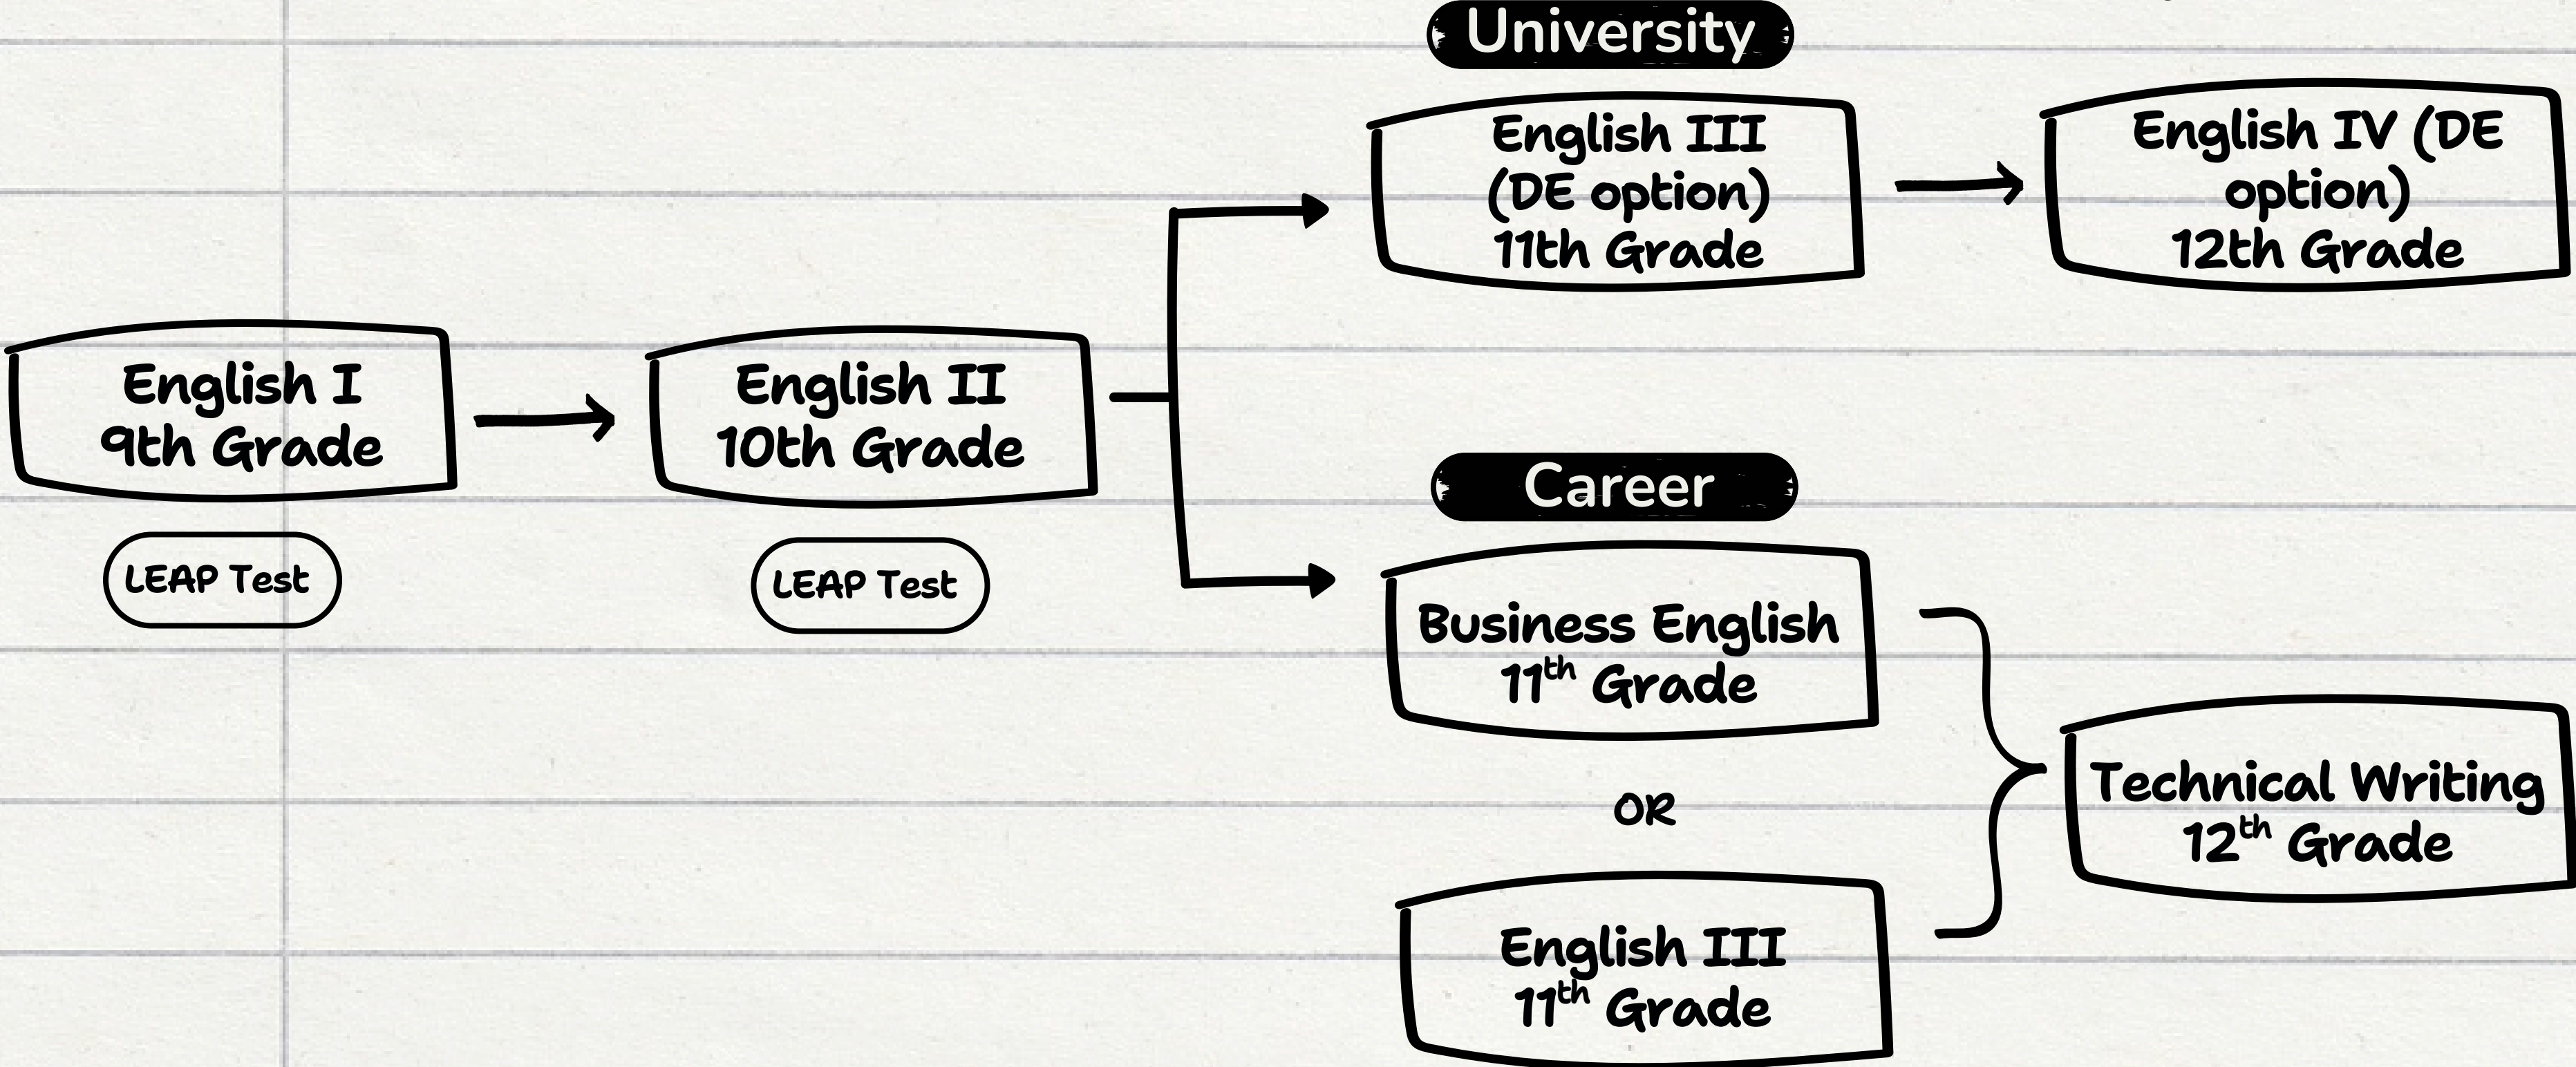 University
English III
(DE option)
11th Grade
English IV (DE
option)
12th Grade
English I
9th Grade
English II
10th Grade
LEAP Test
LEAP Test
Career
Business English
11th Grade
OR
English III
11th Grade
Technical Writing
12th Grade